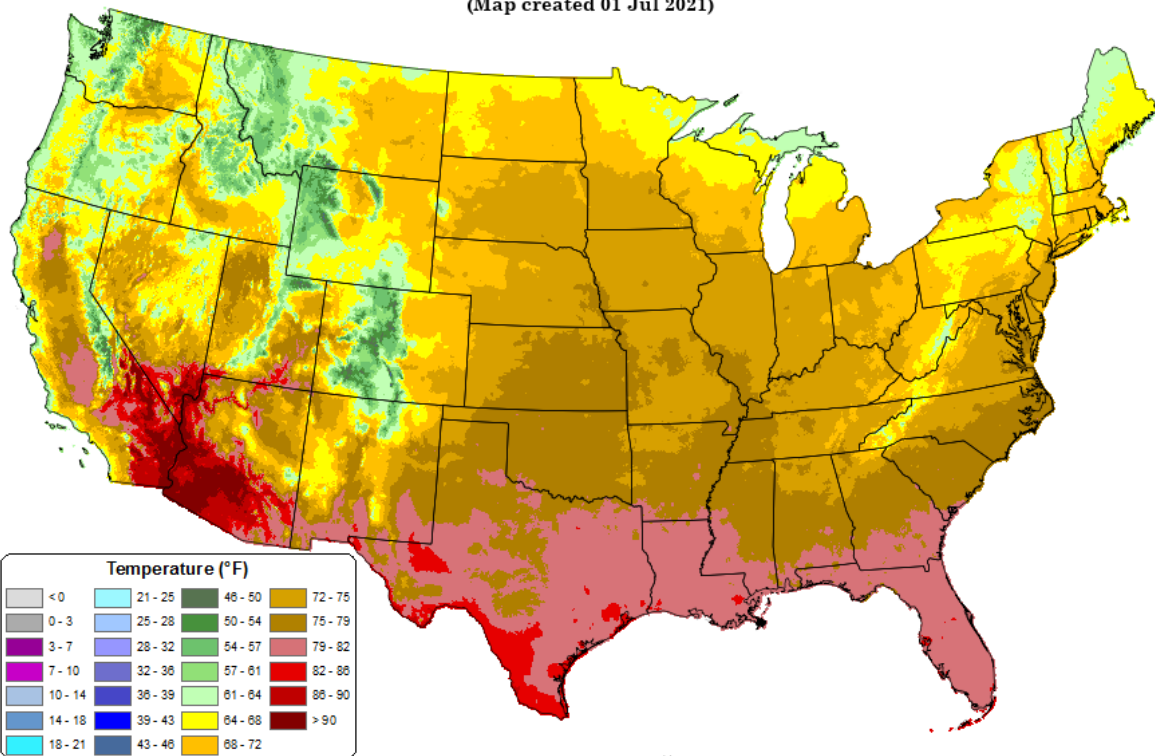 (Map created 01 Jul 2021)
Temperature (°F)
< 0
0 - 3
3 - 7
7 - 10
10 - 14
14 - 18
18 - 21
21 - 25
25 - 28
28 - 32
32 - 36
36 - 39
39 - 43
43 - 46
46 - 50
50 - 54
54 - 57
57 - 61
61 - 64
64 - 68
68 - 72
72 - 75
75 - 79
79 - 82
82 - 86
86 - 90
> 90